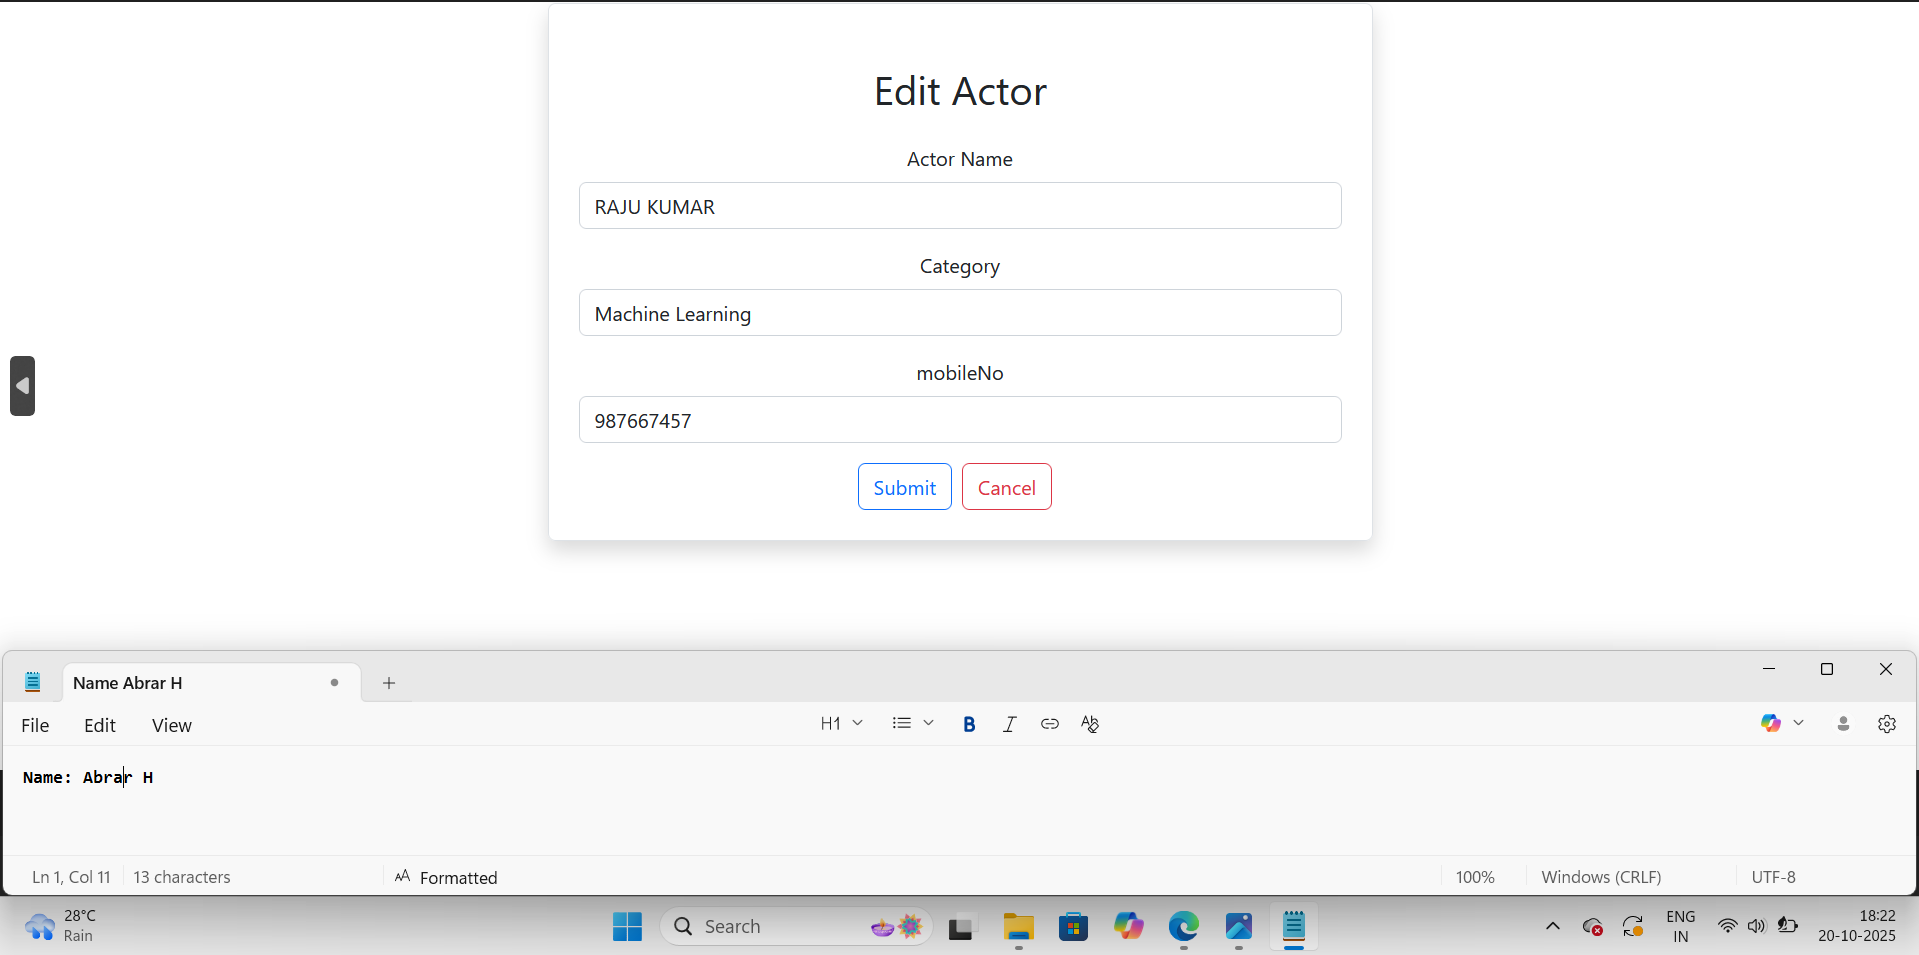 Edit Actor
Actor Name
RAJU KUMAR
Category
Machine Learning
mobileNo
987667457
Submit Cancel
Name Abrar H
File Edit View H1 B I
Name: Abrar H
Ln 1, Col 11 13 characters Formatted 100% Windows (CRLF) UTF-8
28°C
Rain
Search
ENG
IN
18:22
20-10-2025